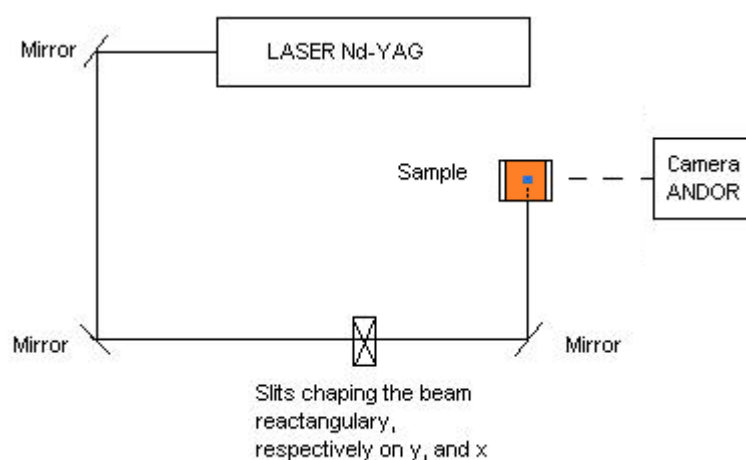 LASER Nd-YAG
Mirror
Camera
ANDOR
Sample
Mirror
Mirror
Slits chaping the beam
reactangulary,
respectively on y, and x